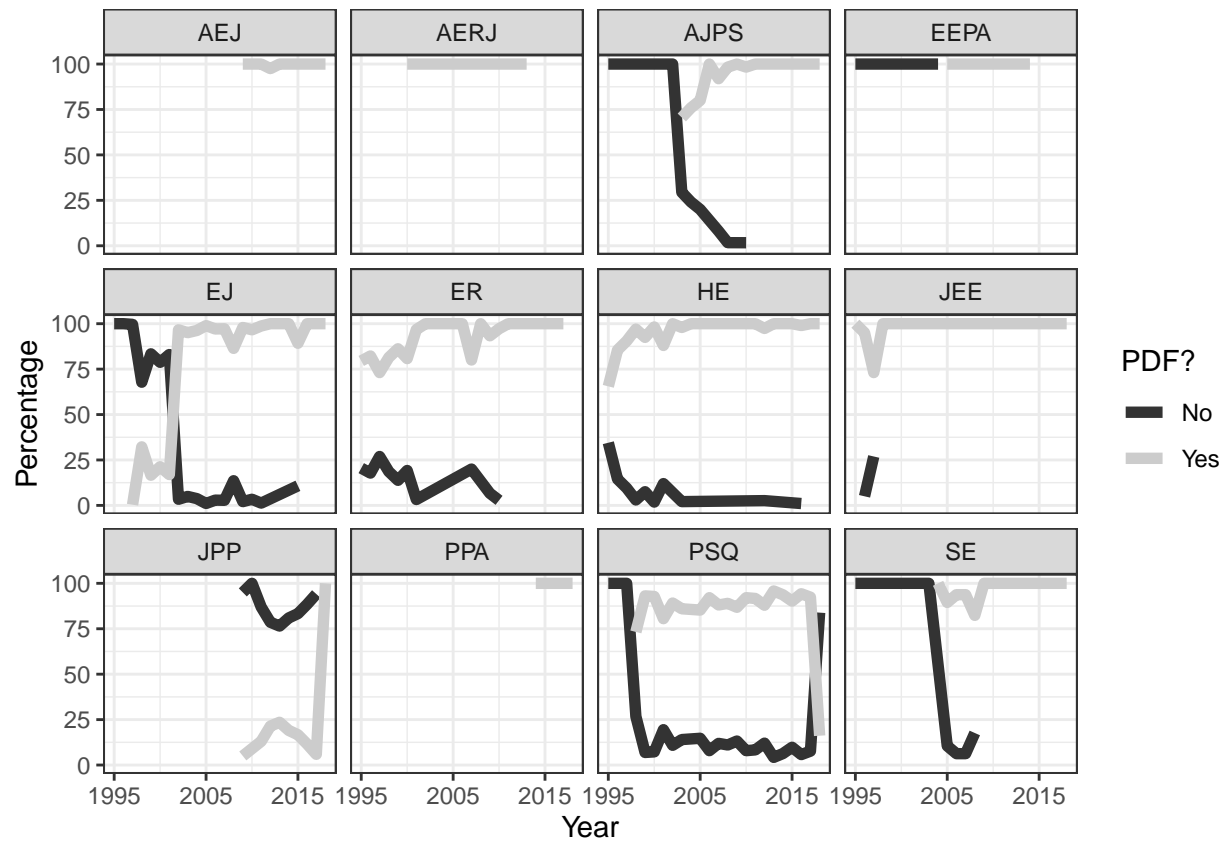 AEJ AERJ AJPS EEPA
100
75
50
25
0
EJ ER HE JEE
100
75
50
25
0
JPP PPA PSQ SE
100
75
50
25
0
1995 2005 2015 1995 2005 2015 1995 2005 2015 1995 2005 2015
Year
Percentage
PDF?
No
Yes